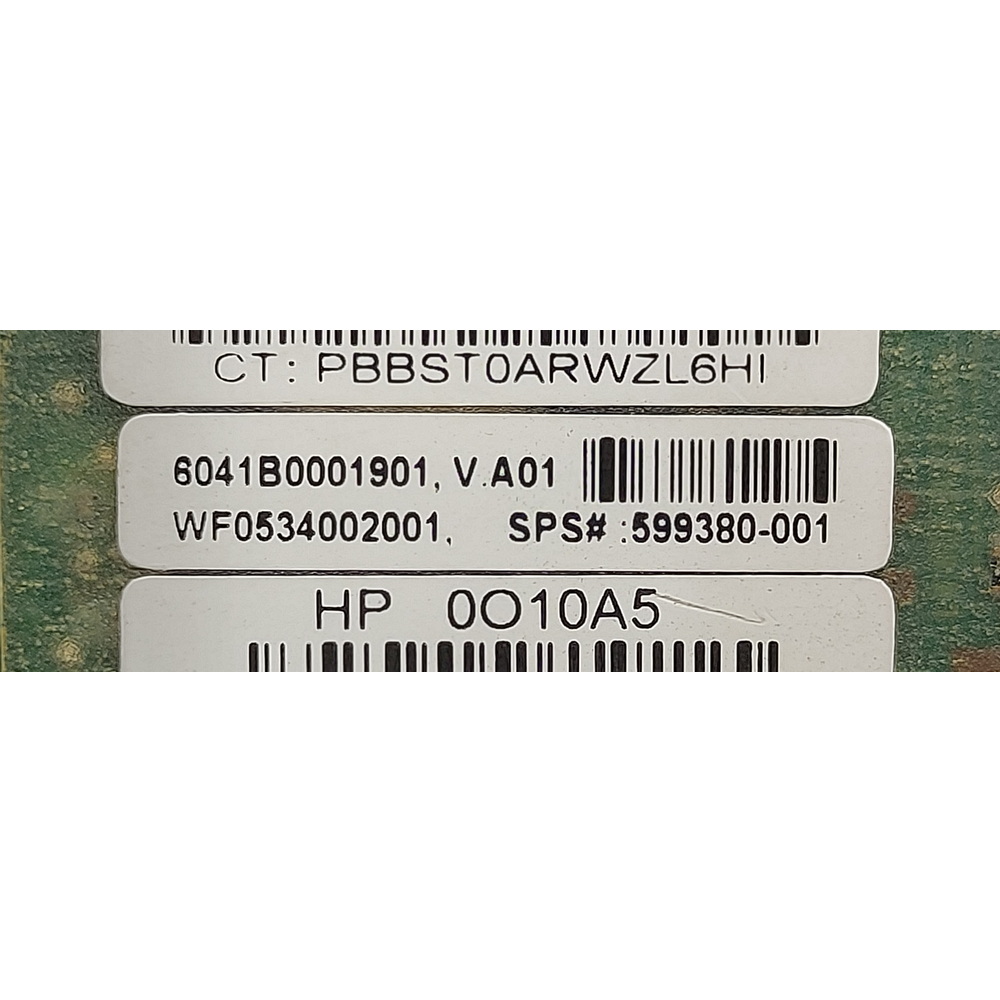 CT: PBBST0ARWZL6HI
6041B0001901, V.A01
WF0534002001, SPS# :599380-001
HP 0O10A5